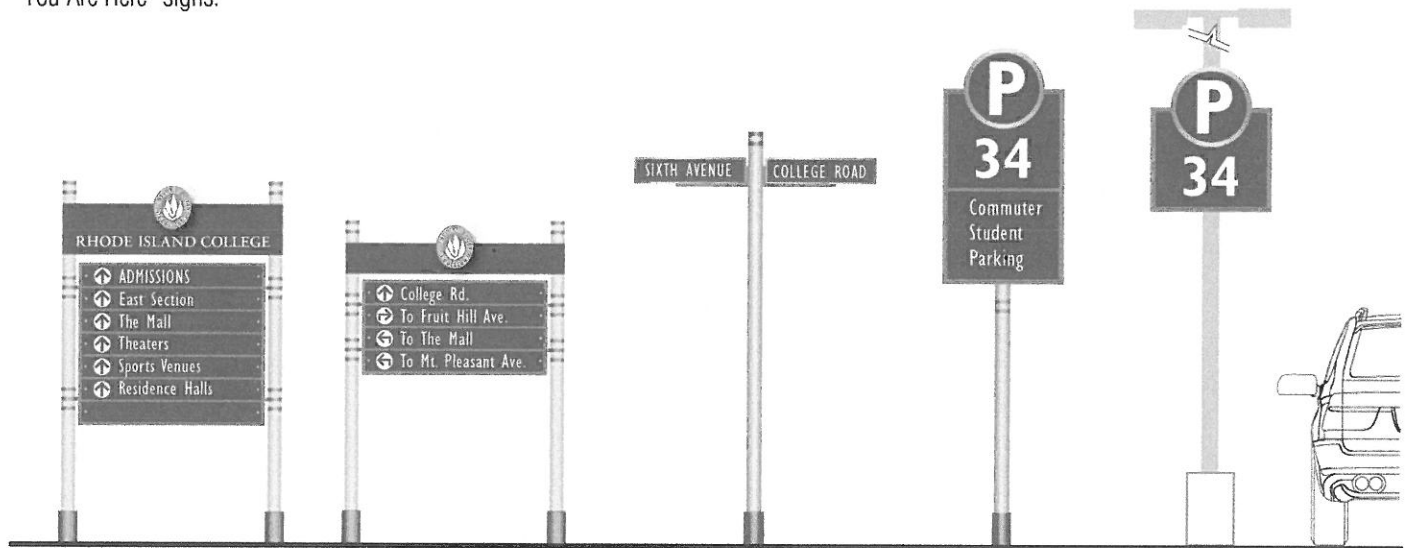 You Are Here" Signs.
RHODE ISLAND COLLEGE
ADMISSIONS
East Section
The Mall
Theaters
Sports Venues
Residence Halls
College Rd.
To Fruit Hill Ave.
To The Mall
To Mt. Pleasant Ave.
SIXTH AVENUE
COLLEGE ROAD
P
34
Commuter
Student
Parking
P
34